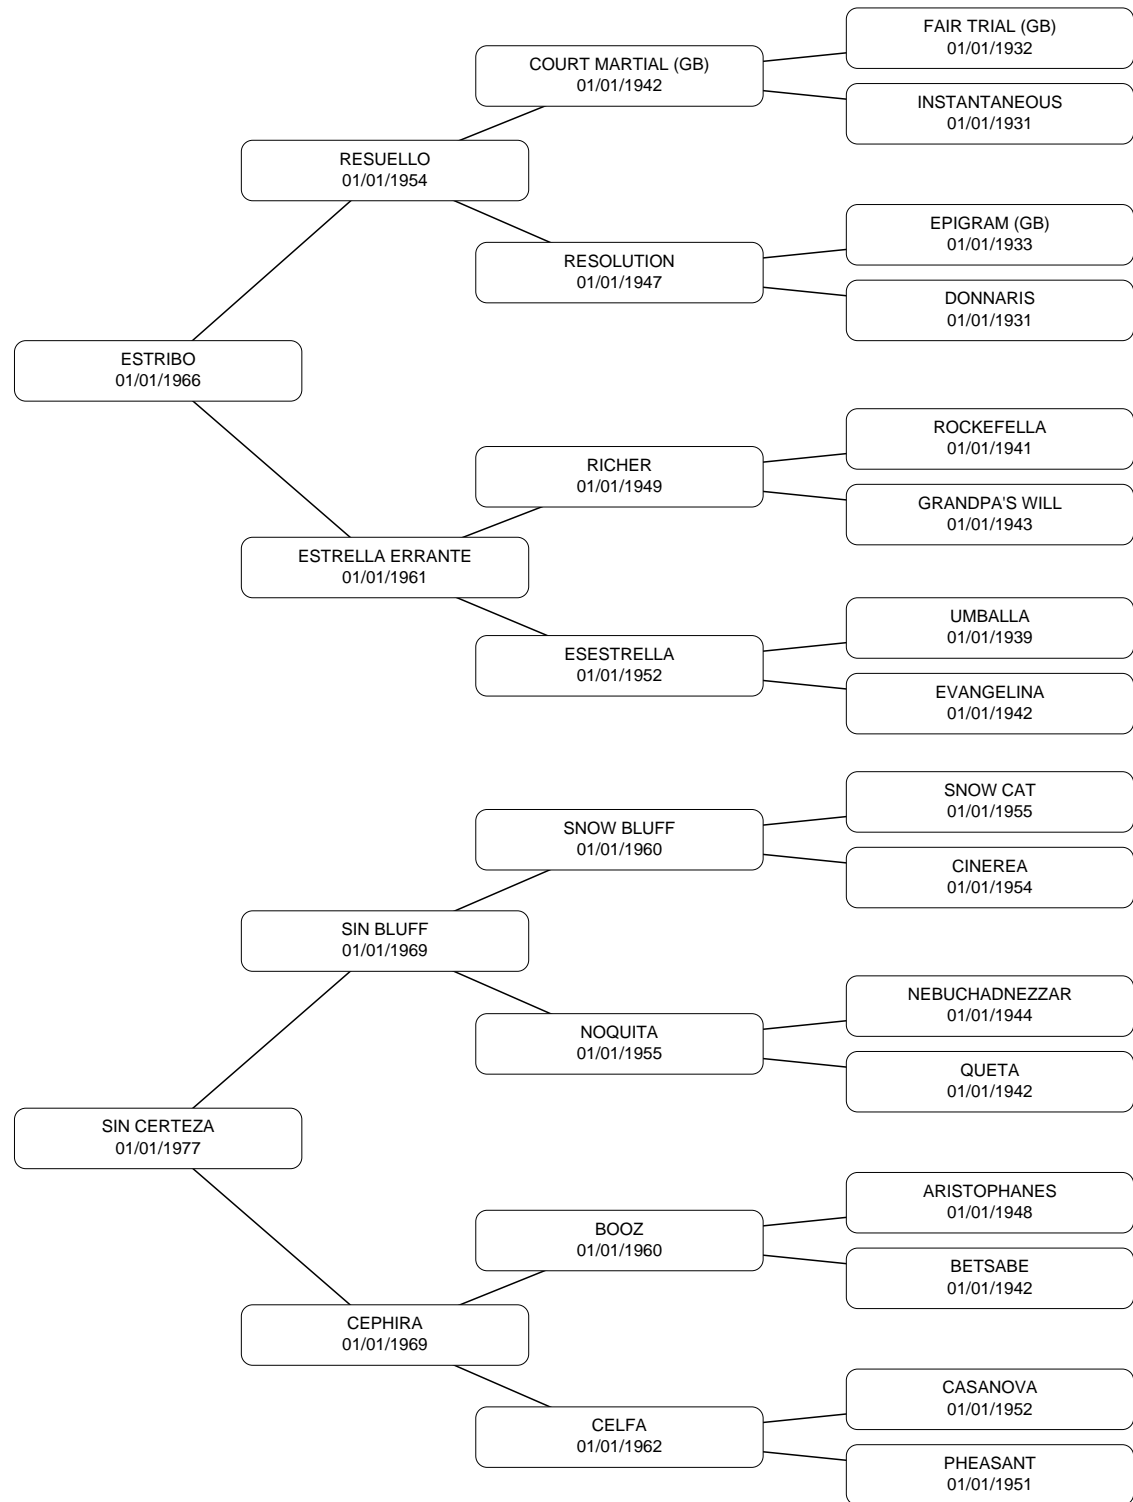 FAIR TRIAL (GB)
01/01/1932
COURT MARTIAL (GB)
01/01/1942
INSTANTANEOUS
01/01/1931
RESUELLO
01/01/1954
EPIGRAM (GB)
01/01/1933
RESOLUTION
01/01/1947
DONNARIS
01/01/1931
ESTRIBO
01/01/1966
ROCKEFELLA
01/01/1941
RICHER
01/01/1949
GRANDPA'S WILL
01/01/1943
ESTRELLA ERRANTE
01/01/1961
UMBALLA
01/01/1939
ESESTRELLA
01/01/1952
EVANGELINA
01/01/1942
SNOW CAT
01/01/1955
SNOW BLUFF
01/01/1960
CINEREA
01/01/1954
SIN BLUFF
01/01/1969
NEBUCHADNEZZAR
01/01/1944
NOQUITA
01/01/1955
QUETA
01/01/1942
SIN CERTEZA
01/01/1977
ARISTOPHANES
01/01/1948
BOOZ
01/01/1960
BETSABE
01/01/1942
CEPHIRA
01/01/1969
CASANOVA
01/01/1952
CELFA
01/01/1962
PHEASANT
01/01/1951